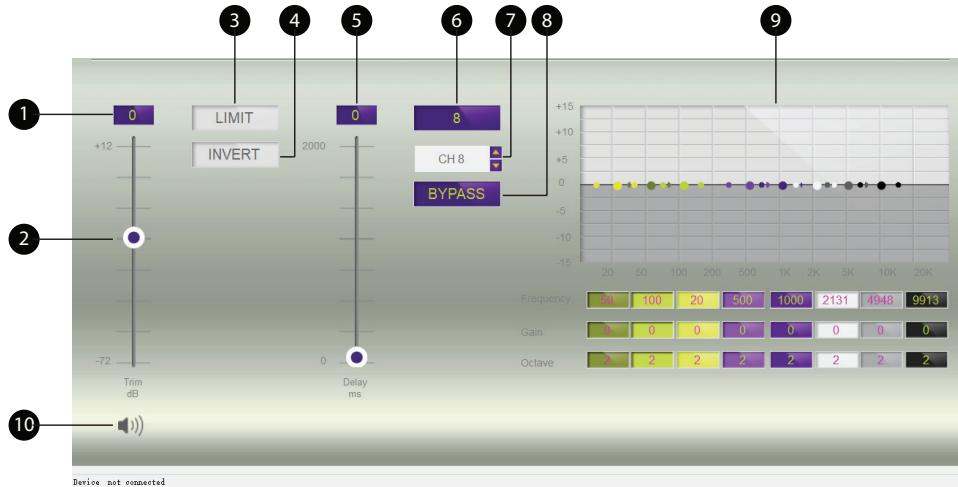 3 4 5 6 7 8 9
1 0 LIMIT 0 8 +15
+12 INVERT 2000 CH 8 +10
+5
BYPASS 0
-5
2 -10
-15
20 50 100 200 500 1K 2K 5K 10K 20K
Frequency 50 100 20 500 1000 2131 4948 9913
Gain 0 0 0 0 0 0 0 0
-72 0 Octave 2 2 2 2 2 2 2 2
Trim Delay
dB ms
10
Device not connected